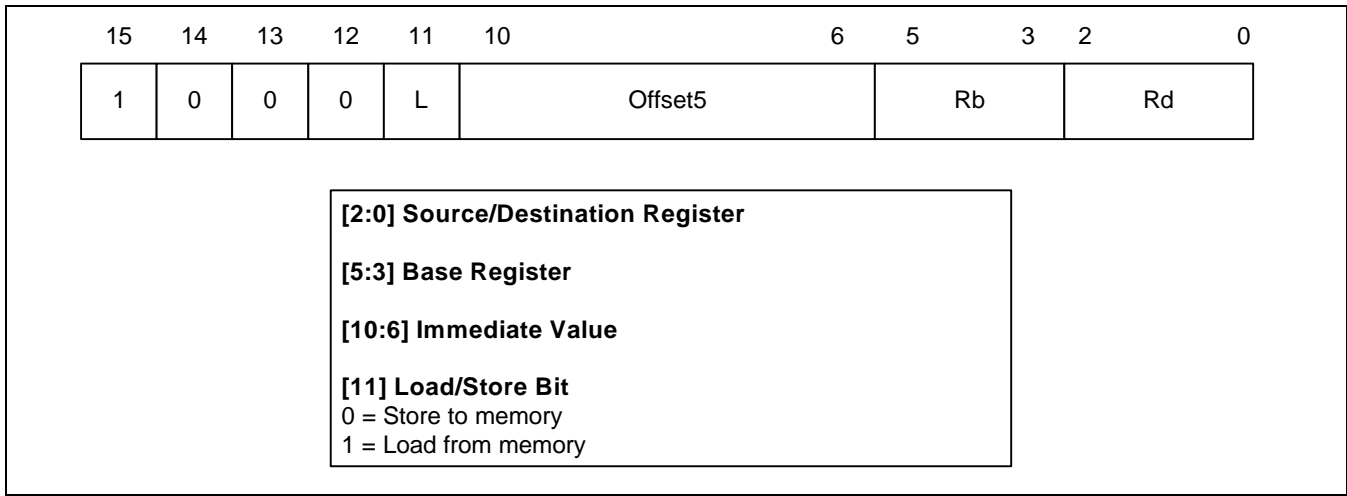 15 14 13 12 11 10 6 5 3 2 0
1 0 0 0 L Offset5 Rb Rd
[2:0] Source/Destination Register
[5:3] Base Register
[10:6] Immediate Value
[11] Load/Store Bit
0 = Store to memory
1 = Load from memory